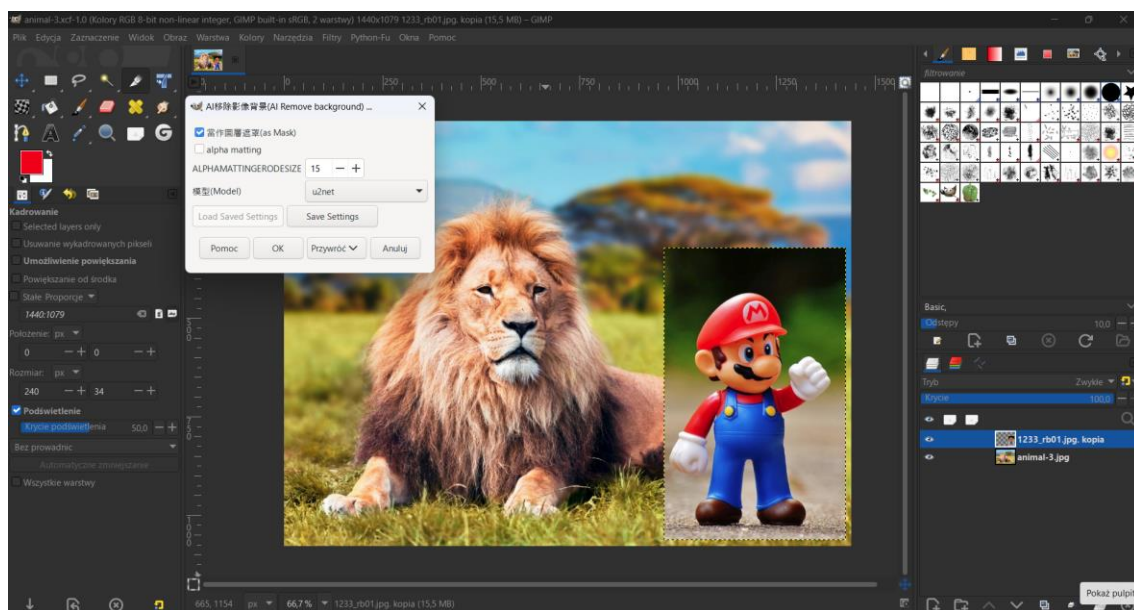 animal-3.xcf-1.0 (Kolory RGB 8-bit non-linear integer, GIMP built-in sRGB, 2 warstwy) 1440x1079 1233_rb01.jpg. kopia (15,5 MB) – GIMP
Plik Edycja Zaznaczenie Widok Obraz Warstwa Kolory Narzędzia Filtry Python-Fu Okna Pomoc
0 250 500 750 1000 1250 1500
filtrowanie
AI移除影像背景(AI Remove background) ...
當作圖層遮罩(as Mask)
alpha matting
ALPHAMATTINGERODESIZE 15
模型(Model) u2net
Load Saved Settings Save Settings
Pomoc OK Przywróć Anuluj
Kadrowanie
Selected layers only
Usuwanie wykadrowanych pikseli
Umożliwienie powiększania
Powiększanie od środka
Stałe Proporcje
1440:1079
Położenie: px
0 0
Rozmiar: px
240 34
Podświetlenie
Krycie podświetlenia 50,0
Bez prowadnic
Automatyczne zmniejszanie
Wszystkie warstwy
M
Basic,
Odstępy 10,0
Tryb Zwykłe
Krycie 100,0
1233_rb01.jpg. kopia
animal-3.jpg
Pokaż pulpit
665, 1154 px 66,7 % 1233_rb01.jpg. kopia (15,5 MB)